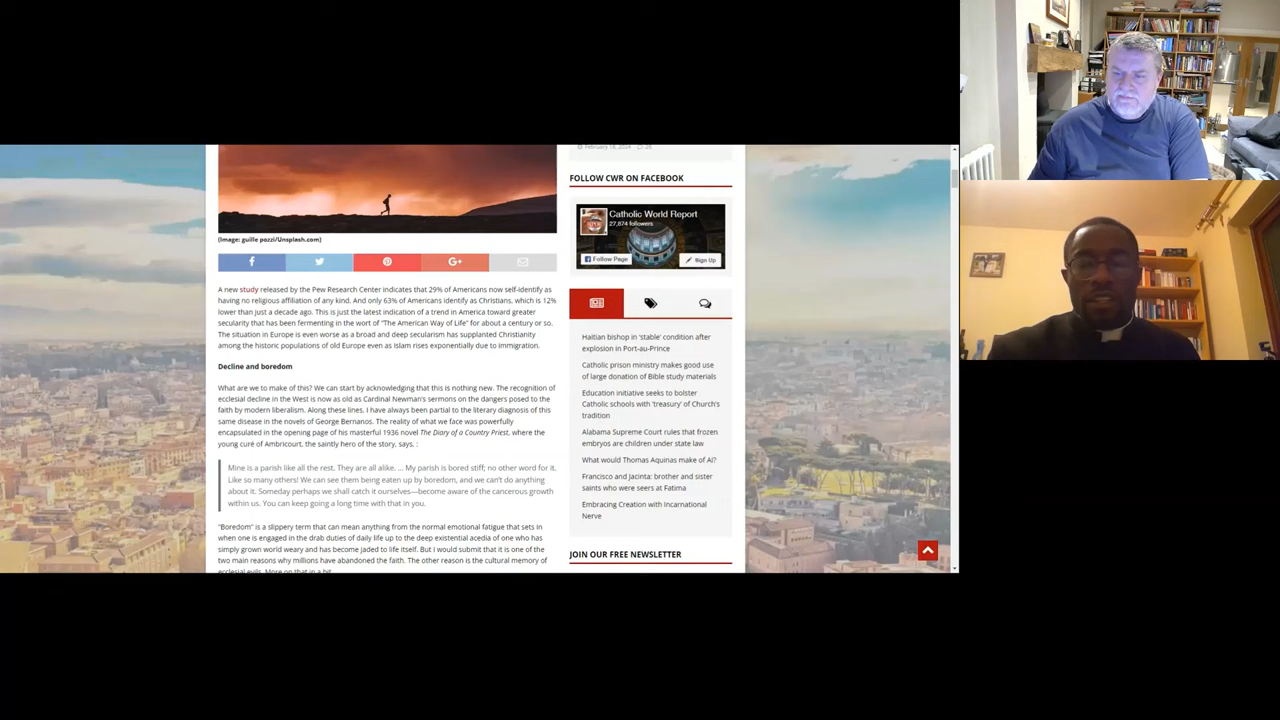 (Image: guille pozzi/Unsplash.com)
A new study released by the Pew Research Center indicates that 29% of Americans now self-identify as
having no religious affiliation of any kind. And only 63% of Americans identify as Christians, which is 12%
lower than just a decade ago. This is just the latest indication of a trend in America toward greater
secularity that has been fermenting in the wort of "The American Way of Life" for about a century or so.
The situation in Europe is even worse as a broad and deep secularism has supplanted Christianity
among the historic populations of old Europe even as Islam rises exponentially due to immigration.
Decline and boredom
What are we to make of this? We can start by acknowledging that this is nothing new. The recognition of
ecclesial decline in the West is now as old as Cardinal Newman's sermons on the dangers posed to the
faith by modern liberalism. Along these lines. I have always been partial to the literary diagnosis of this
same disease in the novels of George Bernanos. The reality of what we face was powerfully
encapsulated in the opening page of his masterful 1936 novel The Diary of a Country Priest, where the
young curé of Ambricourt, the saintly hero of the story, says, :
Mine is a parish like all the rest. They are all alike. ... My parish is bored stiff; no other word for it.
Like so many others! We can see them being eaten up by boredom, and we can't do anything
about it. Someday perhaps we shall catch it ourselves—become aware of the cancerous growth
within us. You can keep going a long time with that in you.
"Boredom" is a slippery term that can mean anything from the normal emotional fatigue that sets in
when one is engaged in the drab duties of daily life up to the deep existential acedia of one who has
simply grown world weary and has become jaded to life itself. But I would submit that it is one of the
two main reasons why millions have abandoned the faith. The other reason is the cultural memory of
ecclesial evils. More on that in a bit.
FOLLOW CWR ON FACEBOOK
Catholic World Report
27,874 followers
Follow Page
Sign Up
Haitian bishop in 'stable' condition after
explosion in Port-au-Prince
Catholic prison ministry makes good use
of large donation of Bible study materials
Education initiative seeks to bolster
Catholic schools with 'treasury' of Church's
tradition
Alabama Supreme Court rules that frozen
embryos are children under state law
What would Thomas Aquinas make of AI?
Francisco and Jacinta: brother and sister
saints who were seers at Fatima
Embracing Creation with Incarnational
Nerve
JOIN OUR FREE NEWSLETTER